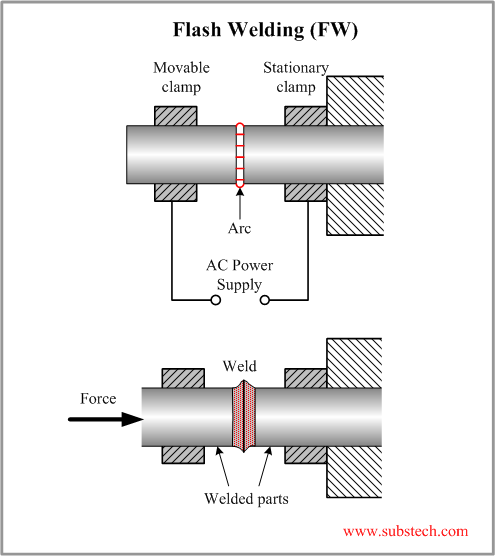 Flash Welding (FW)
Movable
clamp
Stationary
clamp
Arc
AC Power
Supply
Weld
Force
Welded parts
www.substech.com